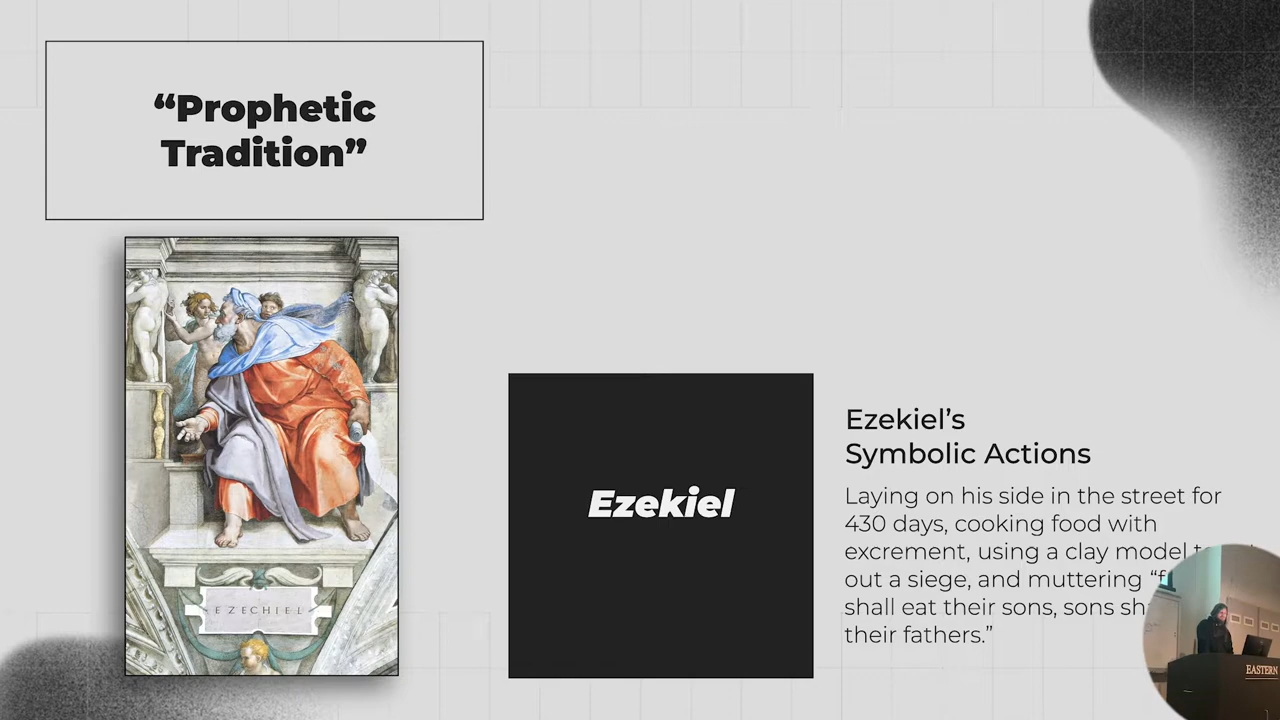 “Prophetic
Tradition”
EZECHIEL
Ezekiel
Ezekiel’s
Symbolic Actions
Laying on his side in the street for
430 days, cooking food with
excrement, using a clay model
out a siege, and muttering
shall eat their sons, sons
their fathers.”
EASTERN